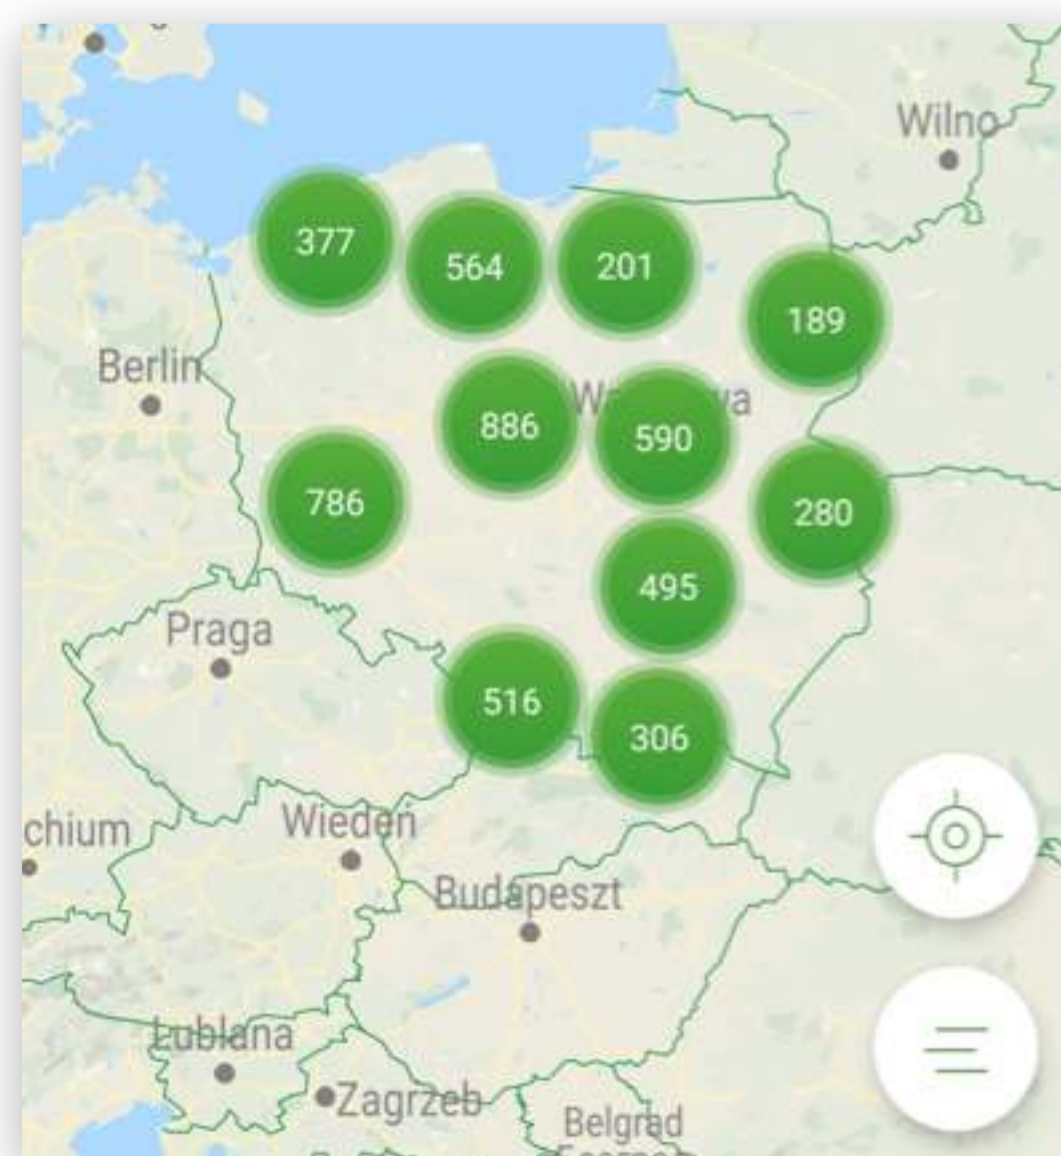 Wilno
377
564
201
189
Berlin
886
590
786
280
495
Praga
516
306
chium
Wiedeń
Budapeszt
Lublana
Zagrzeb
Belgrad